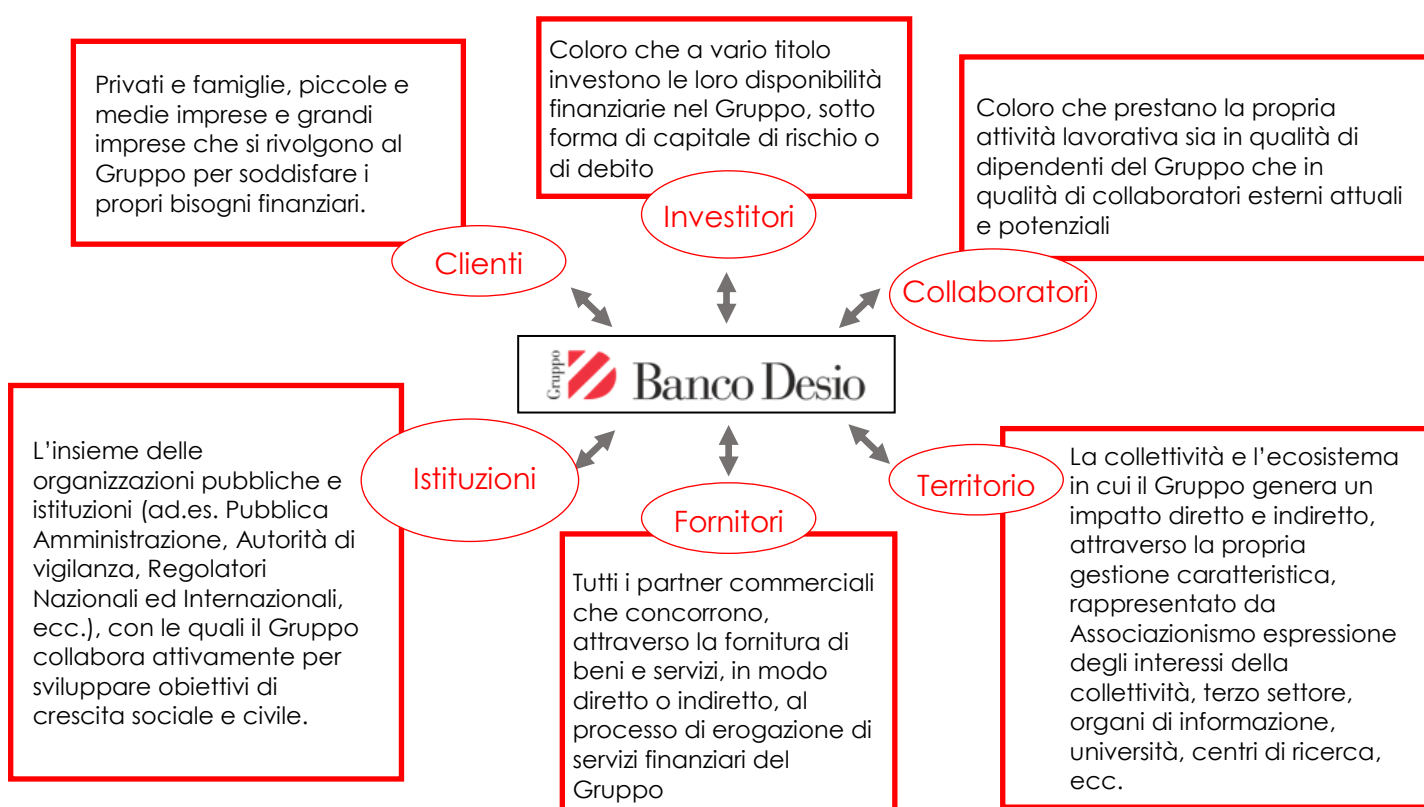 Privati e famiglie, piccole e
medie imprese e grandi
imprese che si rivolgono al
Gruppo per soddisfare i
propri bisogni finanziari.
Clienti
Coloro che a vario titolo
investono le loro disponibilità
finanziarie nel Gruppo, sotto
forma di capitale di rischio o
di debito
Investitori
Coloro che prestano la propria
attività lavorativa sia in qualità di
dipendenti del Gruppo che in
qualità di collaboratori esterni attuali
e potenziali
Collaboratori
Gruppo
Banco Desio
L'insieme delle
organizzazioni pubbliche e
istituzioni (ad.es. Pubblica
Amministrazione, Autorità di
vigilanza, Regolatori
Nazionali ed Internazionali,
ecc.), con le quali il Gruppo
collabora attivamente per
sviluppare obiettivi di
crescita sociale e civile.
Istituzioni
Fornitori
Tutti i partner commerciali
che concorrono,
attraverso la fornitura di
beni e servizi, in modo
diretto o indiretto, al
processo di erogazione di
servizi finanziari del
Gruppo
Territorio
La collettività e l'ecosistema
in cui il Gruppo genera un
impatto diretto e indiretto,
attraverso la propria
gestione caratteristica,
rappresentato da
Associazionismo espressione
degli interessi della
collettività, terzo settore,
organi di informazione,
università, centri di ricerca,
ecc.